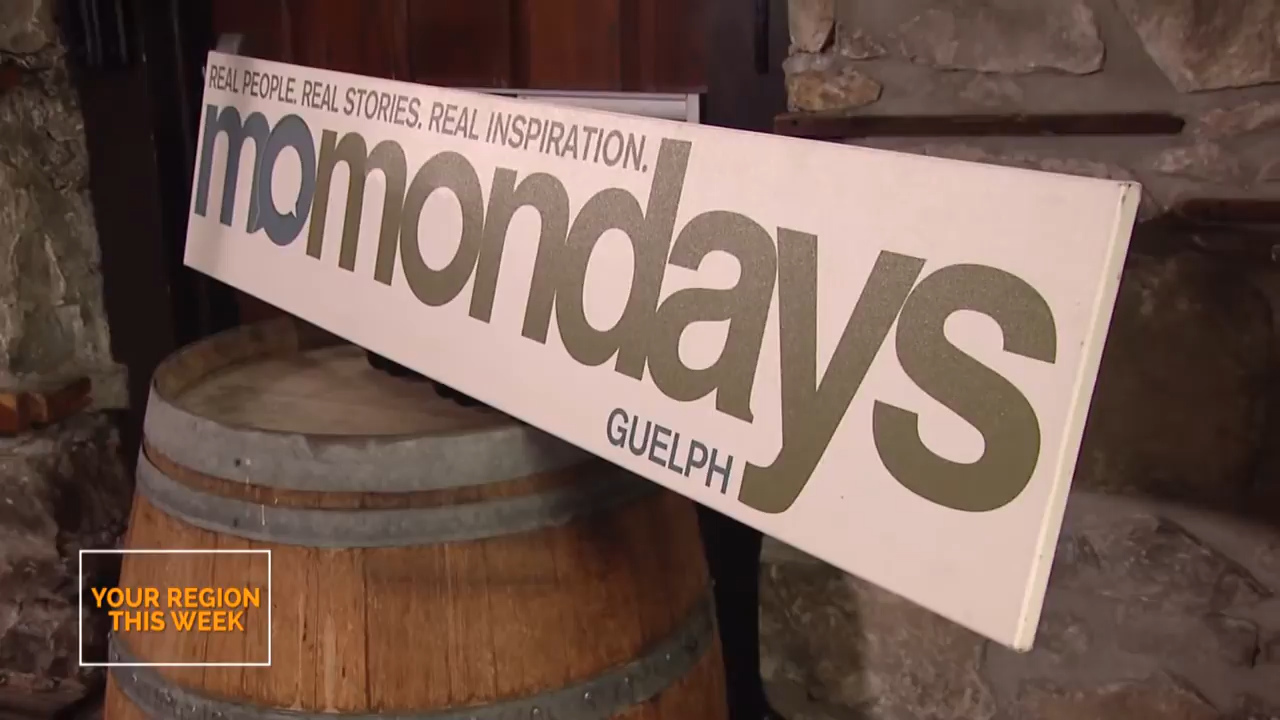 REAL PEOPLE. REAL STORIES. REAL INSPIRATION.
momondays
GUELPH
YOUR REGION
THIS WEEK